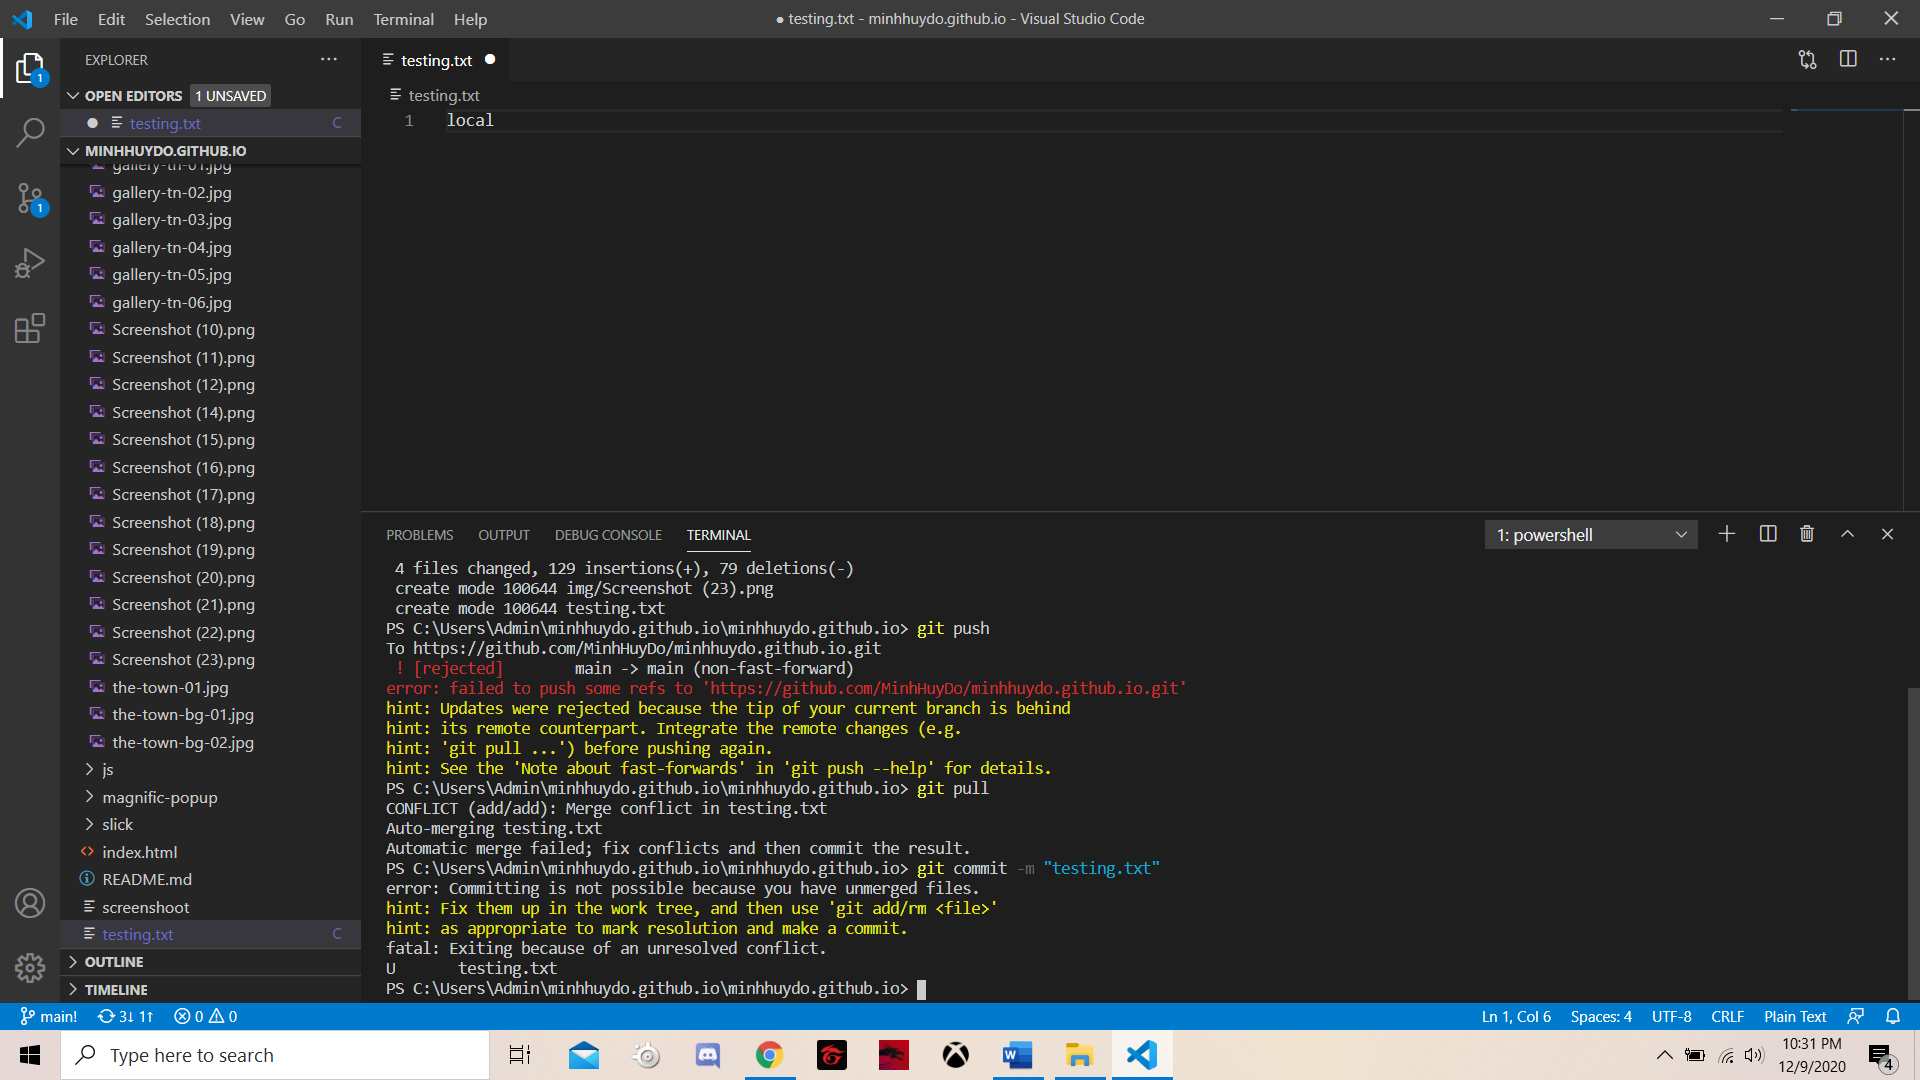 File Edit Selection View Go Run Terminal Help
● testing.txt - minhhuydo.github.io - Visual Studio Code
EXPLORER
testing.txt
1
OPEN EDITORS 1 UNSAVED
testing.txt
testing.txt C
1 local
MINHHUYDO.GITHUB.IO
gallery-tn-01.jpg
gallery-tn-02.jpg
1
gallery-tn-03.jpg
gallery-tn-04.jpg
gallery-tn-05.jpg
gallery-tn-06.jpg
Screenshot (10).png
Screenshot (11).png
Screenshot (12).png
Screenshot (14).png
Screenshot (15).png
Screenshot (16).png
Screenshot (17).png
Screenshot (18).png
Screenshot (19).png
Screenshot (20).png
Screenshot (21).png
Screenshot (22).png
Screenshot (23).png
the-town-01.jpg
the-town-bg-01.jpg
the-town-bg-02.jpg
js
magnific-popup
slick
index.html
README.md
screenshoot
testing.txt C
OUTLINE
TIMELINE
PROBLEMS OUTPUT DEBUG CONSOLE TERMINAL 1: powershell
4 files changed, 129 insertions(+), 79 deletions(-)
create mode 100644 img/Screenshot (23).png
create mode 100644 testing.txt
PS C:\Users\Admin\minhhuydo.github.io\minhhuydo.github.io> git push
To https://github.com/MinhHuyDo/minhhuydo.github.io.git
! [rejected] main -> main (non-fast-forward)
error: failed to push some refs to 'https://github.com/MinhHuyDo/minhhuydo.github.io.git'
hint: Updates were rejected because the tip of your current branch is behind
hint: its remote counterpart. Integrate the remote changes (e.g.
hint: 'git pull ...') before pushing again.
hint: See the 'Note about fast-forwards' in 'git push --help' for details.
PS C:\Users\Admin\minhhuydo.github.io\minhhuydo.github.io> git pull
CONFLICT (add/add): Merge conflict in testing.txt
Auto-merging testing.txt
Automatic merge failed; fix conflicts and then commit the result.
PS C:\Users\Admin\minhhuydo.github.io\minhhuydo.github.io> git commit -m "testing.txt"
error: Committing is not possible because you have unmerged files.
hint: Fix them up in the work tree, and then use 'git add/rm <file>'
hint: as appropriate to mark resolution and make a commit.
fatal: Exiting because of an unresolved conflict.
U testing.txt
PS C:\Users\Admin\minhhuydo.github.io\minhhuydo.github.io>
main! 3↓ 1↑ 0 0 Ln 1, Col 6 Spaces: 4 UTF-8 CRLF Plain Text
Type here to search
10:31 PM
12/9/2020
4